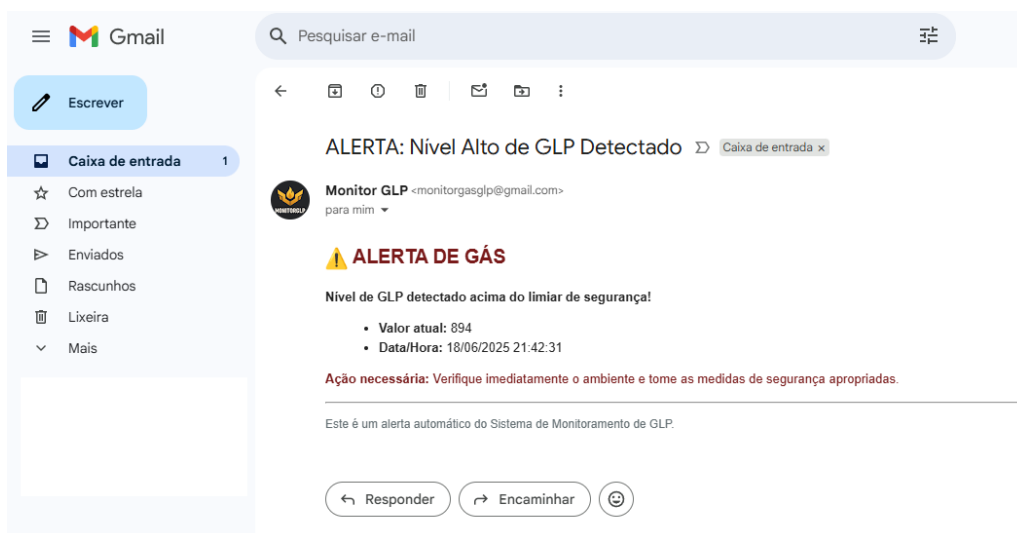 Gmail
Pesquisar e-mail
Escrever
Caixa de entrada 1
Com estrela
Importante
Enviados
Rascunhos
Lixeira
Mais
ALERTA: Nível Alto de GLP Detectado Caixa de entrada x
MONITORGLP
Monitor GLP <monitorgasglp@gmail.com>
para mim
ALERTA DE GÁS
Nível de GLP detectado acima do limiar de segurança!
• Valor atual: 894
• Data/Hora: 18/06/2025 21:42:31
Ação necessária: Verifique imediatamente o ambiente e tome as medidas de segurança apropriadas.
Este é um alerta automático do Sistema de Monitoramento de GLP.
Responder
Encaminhar